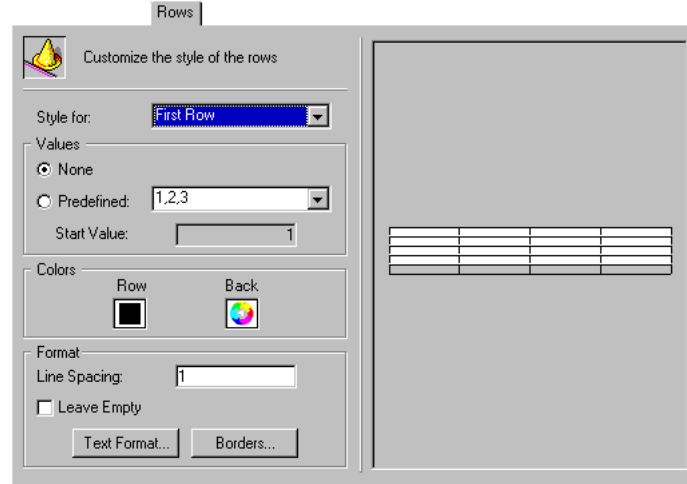 Rows
Customize the style of the rows
Style for: First Row
Values
None
Predefined: 1,2,3
Start Value: 1
Colors
Row Back
Format
Line Spacing: 1
Leave Empty
Text Format... Borders...